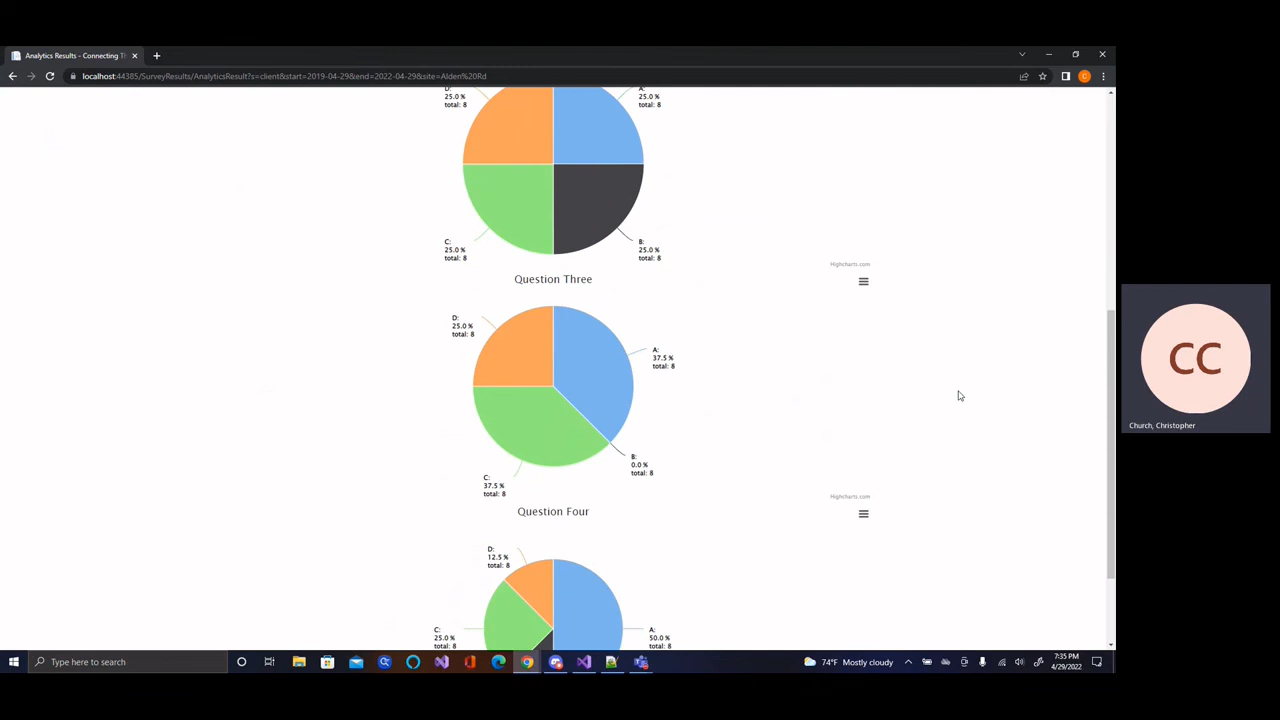 Analytics Results - Connecting T
localhost:44385/SurveyResults/AnalyticsResult?s=client&start=2019-04-29&end=2022-04-29&site=Alden%20Rd
C
D:
25.0 %
total: 8
A:
25.0 %
total: 8
C:
25.0 %
total: 8
B:
25.0 %
total: 8
Highcharts.com
Question Three
D:
25.0 %
total: 8
A:
37.5 %
total: 8
B:
0.0 %
total: 8
C:
37.5 %
total: 8
Highcharts.com
Question Four
D:
12.5 %
total: 8
C:
25.0 %
total: 8
A:
50.0 %
total: 8
CC
Church, Christopher
Type here to search
74°F Mostly cloudy
7:35 PM
4/29/2022